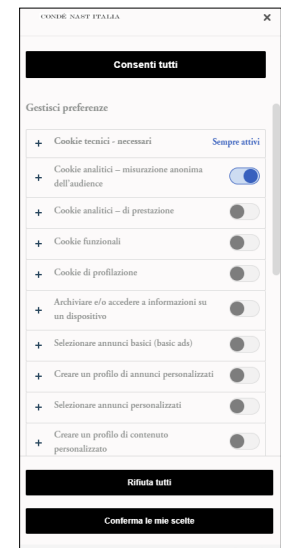 CONDÉ NAST ITALIA
Consenti tutti
Gestisci preferenze
Cookie tecnici - necessari
Sempre attivi
Cookie analitici – misurazione anonima
dell'audience
Cookie analitici – di prestazione
Cookie funzionali
Cookie di profilazione
Archiviare e/o accedere a informazioni su
un dispositivo
Selezionare annunci basici (basic ads)
Creare un profilo di annunci personalizzati
Selezionare annunci personalizzati
Creare un profilo di contenuto
personalizzato
Rifiuta tutti
Conferma le mie scelte